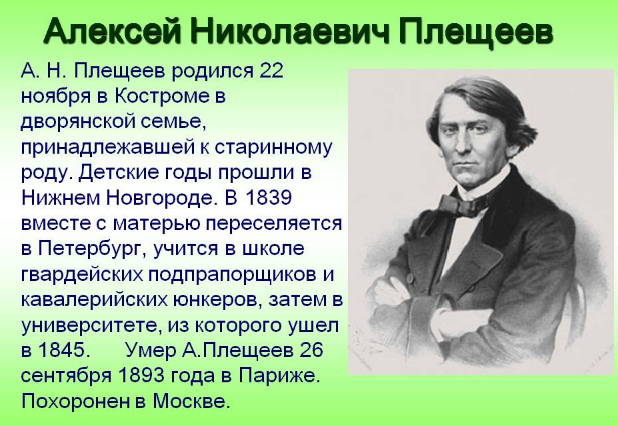 Алексей Николаевич Плещеев
А. Н. Плещеев родился 22
ноября в Костроме в
дворянской семье,
принадлежавшей к старинному
роду. Детские годы прошли в
Нижнем Новгороде. В 1839
вместе с матерью переселяется
в Петербург, учится в школе
гвардейских подпрапорщиков и
кавалерийских юнкеров, затем в
университете, из которого ушел
в 1845. Умер А.Плещеев 26
сентября 1893 года в Париже.
Похоронен в Москве.